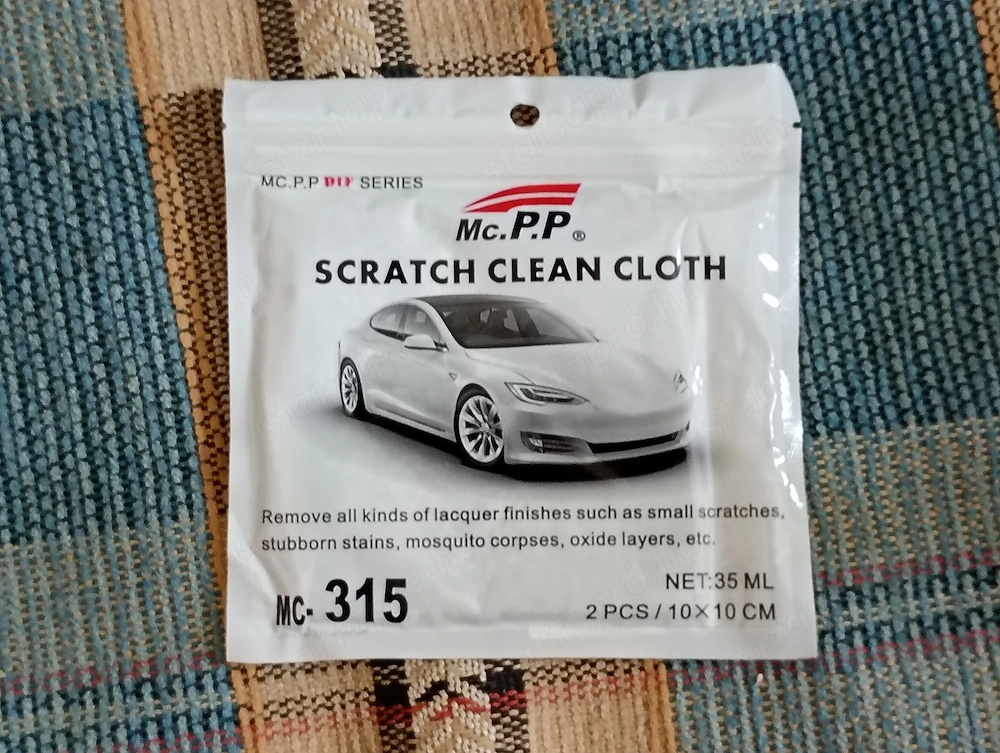 MC.P.P DIY SERIES
Mc.P.P®
SCRATCH CLEAN CLOTH
Remove all kinds of lacquer finishes such as small scratches,
stubborn stains, mosquito corpses, oxide layers, etc.
MC-315
NET:35 ML
2 PCS / 10×10 CM